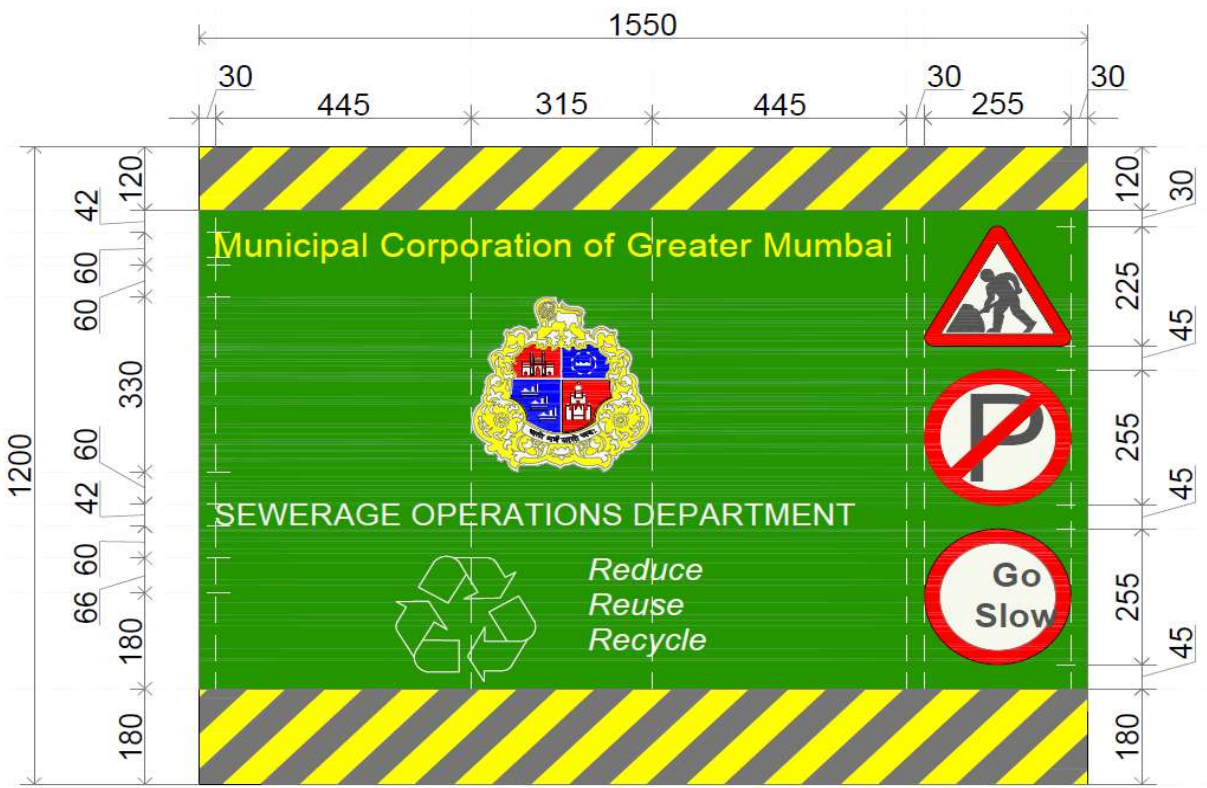 1550
30 30 30
445 315 445 255
120 120
42 30
Municipal Corporation of Greater Mumbai
60 225
60 45
330
P 255
1200
60 45
42
SEWERAGE OPERATIONS DEPARTMENT
60 Reduce Go
66 Reuse Slow 255
180 Recycle 45
180 180